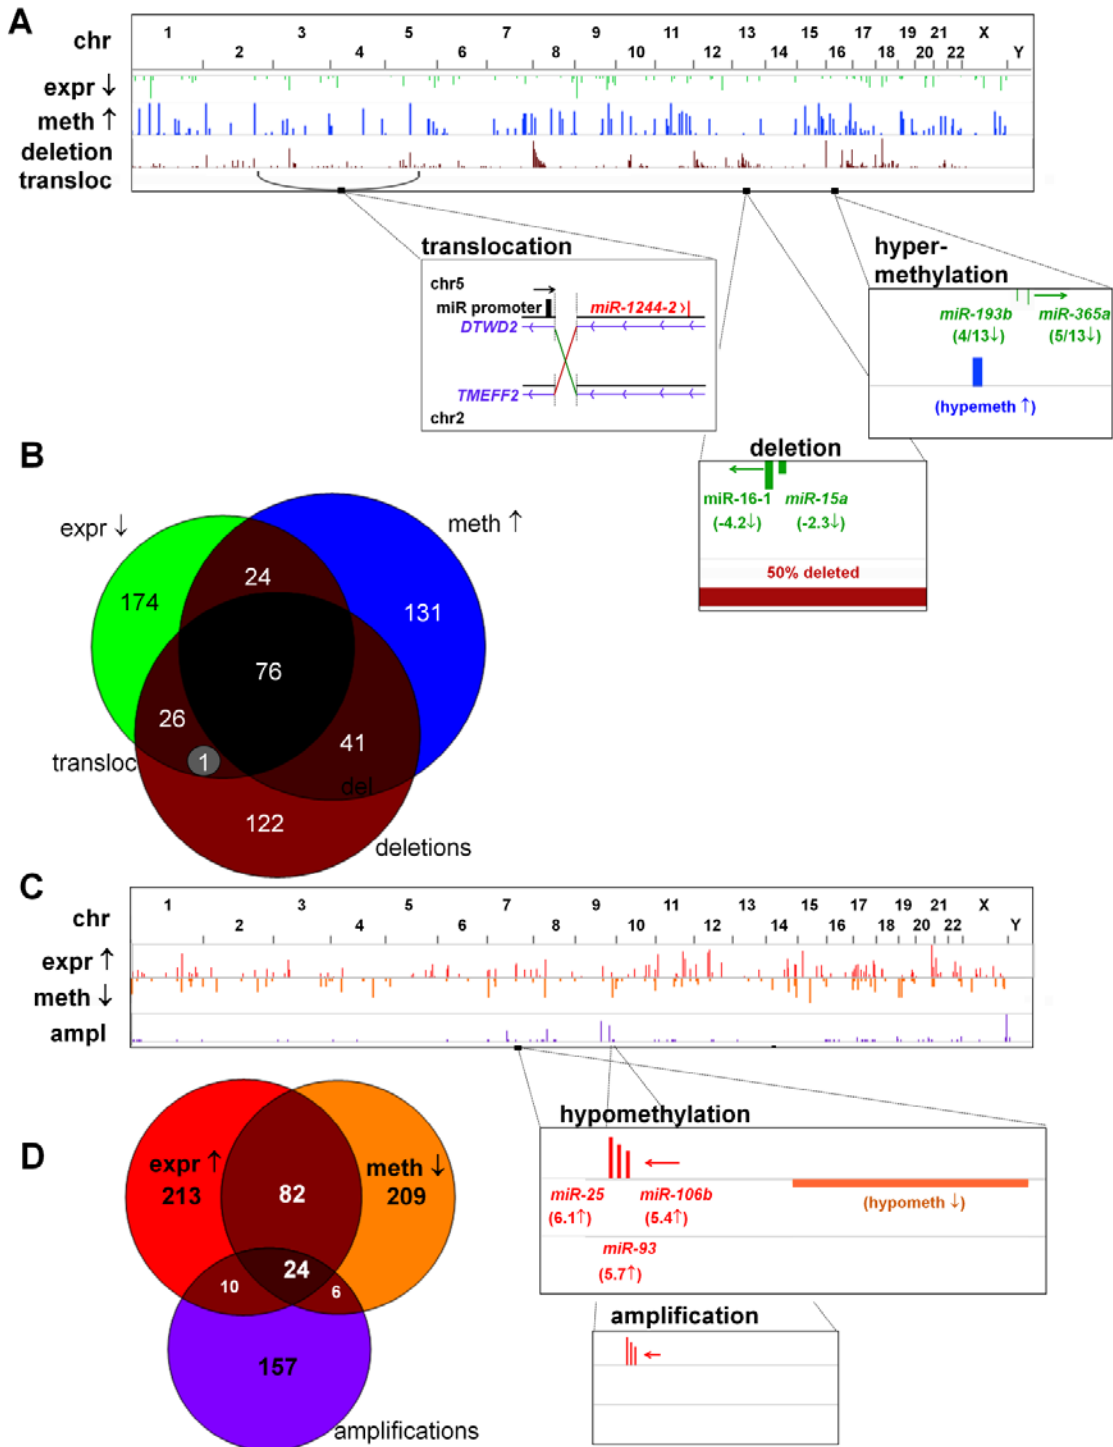 A
chr
1 3 5 7 9 11 13 15 17 19 21 X
2 4 6 8 10 12 14 16 18 20 22 Y
expr ↓
meth ↑
deletion
transloc
translocation
chr5
miR promoter
miR-1244-2
DTWD2
TMEFF2
chr2
hyper-
methylation
miR-193b miR-365a
(4/13↓) (5/13↓)
(hypemeth ↑)
deletion
miR-16-1 miR-15a
(-4.2↓) (-2.3↓)
50% deleted
B
expr ↓
meth ↑
174
24
131
76
26
41
transloc
1
del
122
deletions
C
chr
1 3 5 7 9 11 13 15 17 19 21 X
2 4 6 8 10 12 14 16 18 20 22 Y
expr ↑
meth ↓
ampl
hypomethylation
miR-25 miR-106b
(6.1↑) (5.4↑)
(hypometh ↓)
miR-93
(5.7↑)
amplification
D
expr ↑
213
82
meth ↓
209
24
10
6
157
amplifications